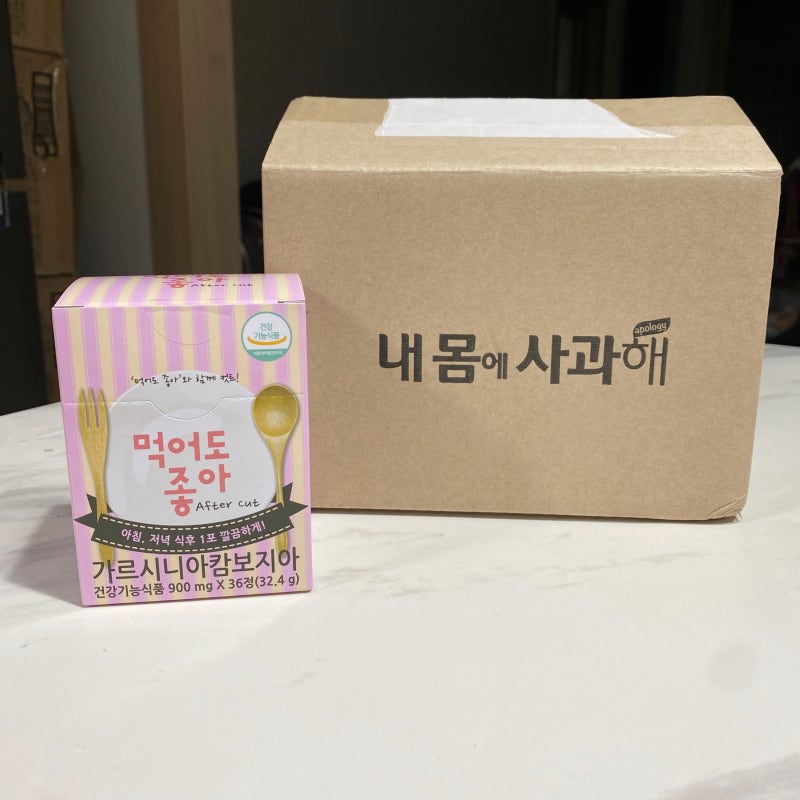 먹어도
좋아 After cut
건강
기능식품
'먹어도 좋아'와 함께 컷트!
먹어도
좋아
After cut
아침, 저녁 식후 1포 깔끔하게!
가르시니아캄보지아
건강기능식품 900 mg X 36정(32.4 g)
apology
내 몸에 사과해